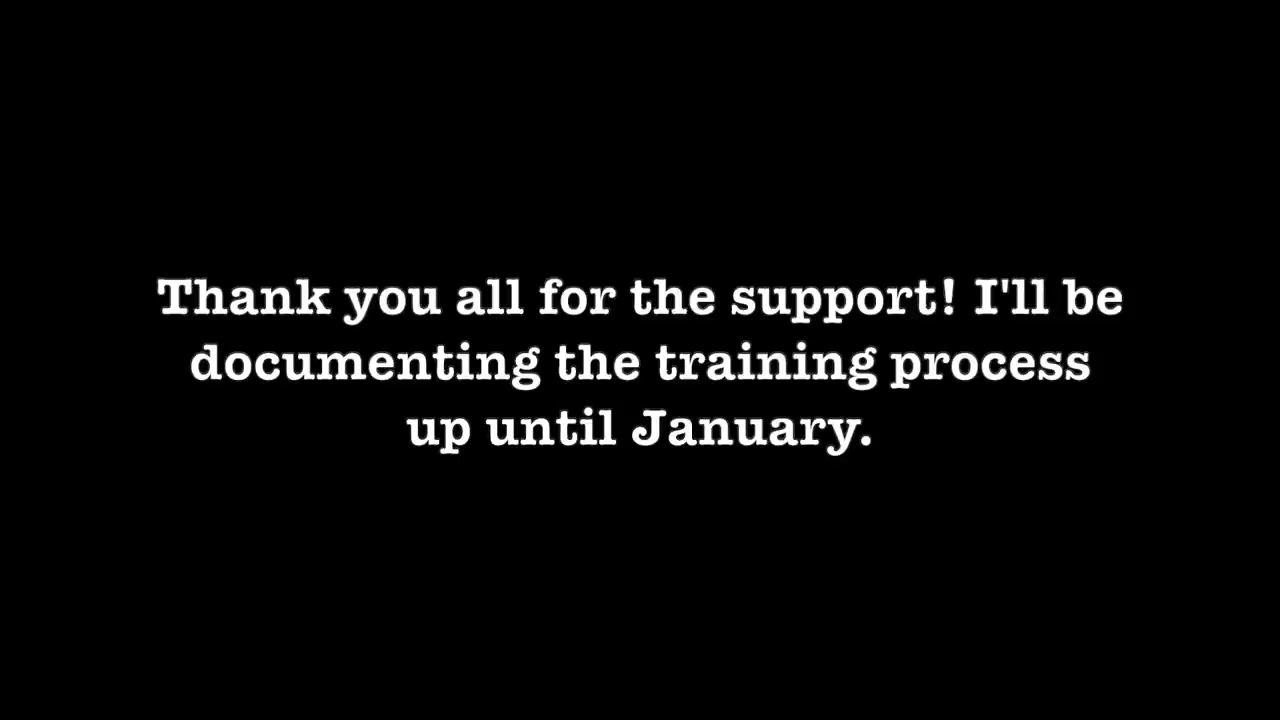 Thank you all for the support! I'll be
documenting the training process
up until January.